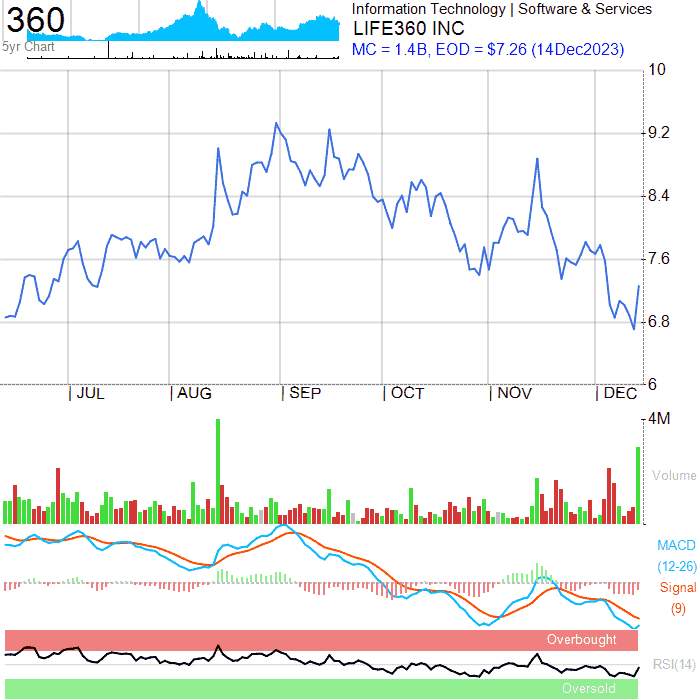 360
Information Technology | Software & Services
LIFE360 INC
5yr Chart
MC = 1.4B, EOD = $7.26 (14Dec2023)
10
9.2
8.4
7.6
6.8
6
| JUL
| AUG
| SEP
| OCT
| NOV
| DEC
4M
Volume
MACD
(12-26)
Signal
(9)
Overbought
RSI(14)
Oversold